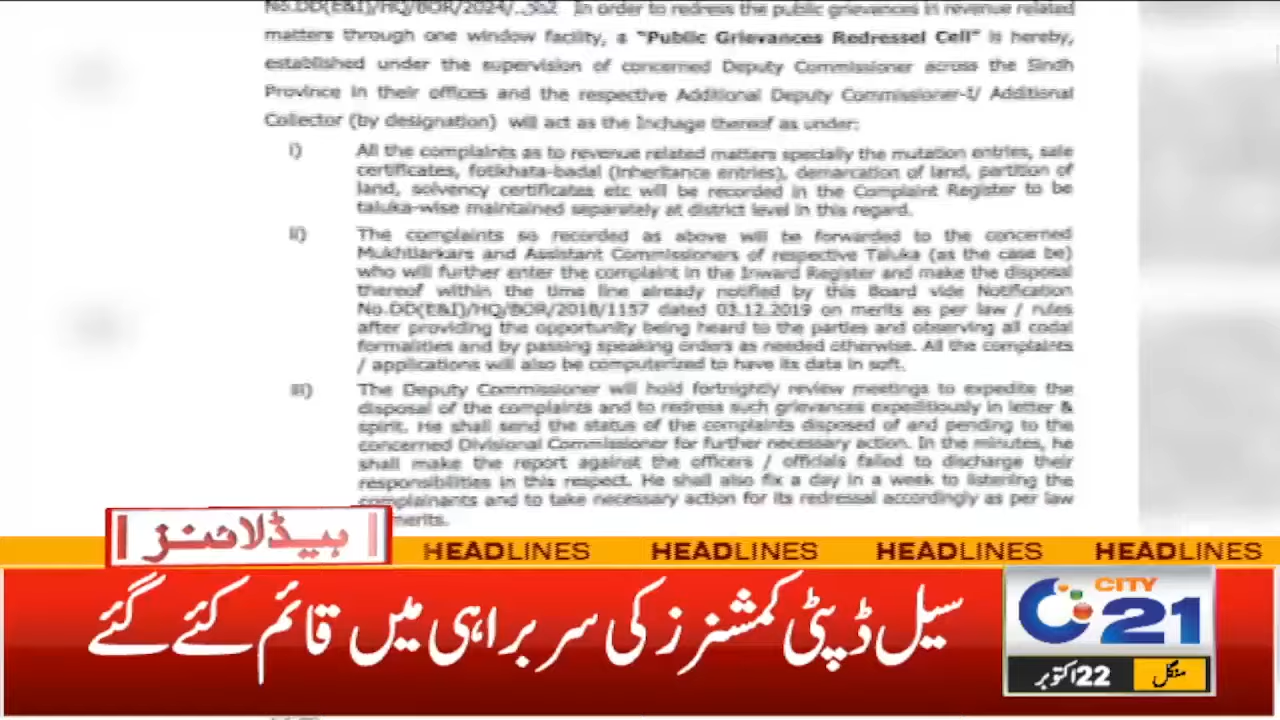 No.DD(E&I)/HQ/BOR/2024/ In order to redress the public grievances in revenue related
matters through one window facility, a "Public Grievances Redressel Cell" is hereby,
established under the supervision of concerned Deputy Commissioner across the Sindh
Province in their offices and the respective Additional Deputy Commissioner-I/ Additional
Collector (by designation) will act as the Inchage thereof as under:
i) All the complaints as to revenue related matters specially the mutation entries, sale
certificates, fotikhata-badal (Inheritance entries), demarcation of land, partition of
land, solvency certificates etc will be recorded in the Complaint Register to be
taluka-wise maintained separately at district level in this regard.
ii) The complaints so recorded as above will be forwarded to the concerned
Mukhtiarkars and Assistant Commissioners of respective Taluka (as the case be)
who will further enter the complaint in the Inward Register and make the disposal
thereof within the time line already notified by this Board vide Notification
No.DD(E&I)/HQ/BOR/2018/1157 dated 03.12.2019 on merits as per law / rules
after providing the opportunity being heard to the parties and observing all codal
formalities and by passing speaking orders as needed otherwise. All the complaints
/ applications will also be computerized to have its data in soft.
iii) The Deputy Commissioner will hold fortnightly review meetings to expedite the
disposal of the complaints and to redress such grievances expeditiously in letter &
spirit. He shall send the status of the complaints disposed of and pending to the
concerned Divisional Commissioner for further necessary action. In the minutes, he
shall make the report against the officers / officials failed to discharge their
responsibilities in this respect. He shall also fix a day in a week to listening the
complainants and to take necessary action for its redressal accordingly as per law
merits.
ہیڈلائنز
HEADLINES HEADLINES HEADLINES HEADLINES
سیل ڈپٹی کمشنرز کی سربراہی میں قائم کئے گئے
CITY
21
منگل 22 اکتوبر